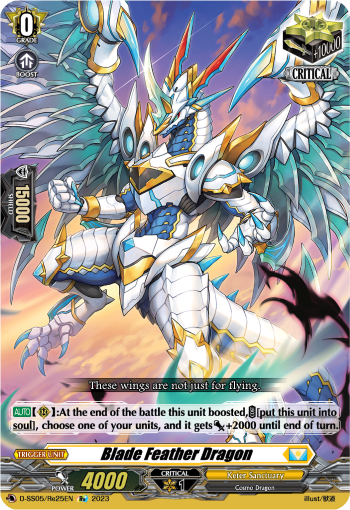 0
GRADE
BOOST
+10000
CRITICAL
15000
SHIELD
These wings are not just for flying.
AUTO【 】:At the end of the battle this unit boosted, [put this unit into
soul], choose one of your units, and it gets +2000 until end of turn.
TRIGGER UNIT
Blade Feather Dragon
POWER
4000
CRITICAL
1
Keter Sanctuary
Cosmo Dragon
D-SS05/Re25EN
2023
illust/獣道